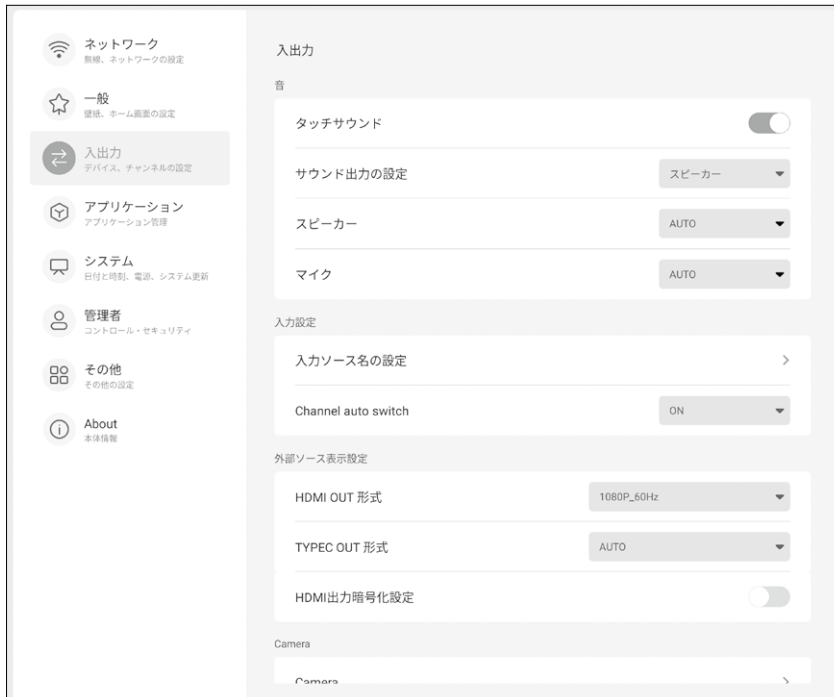 ネットワーク
無線、ネットワークの設定
一般
壁紙、ホーム画面の設定
入出力
デバイス、チャンネルの設定
アプリケーション
アプリケーション管理
システム
日付と時刻、電源、システム更新
管理者
コントロール・セキュリティ
その他
その他の設定
About
本体情報
入出力
音
タッチサウンド
サウンド出力の設定 スピーカー
スピーカー AUTO
マイク AUTO
入力設定
入力ソース名の設定
Channel auto switch ON
外部ソース表示設定
HDMI OUT 形式 1080P_60Hz
TYPEC OUT 形式 AUTO
HDMI出力暗号化設定
Camera
Camera